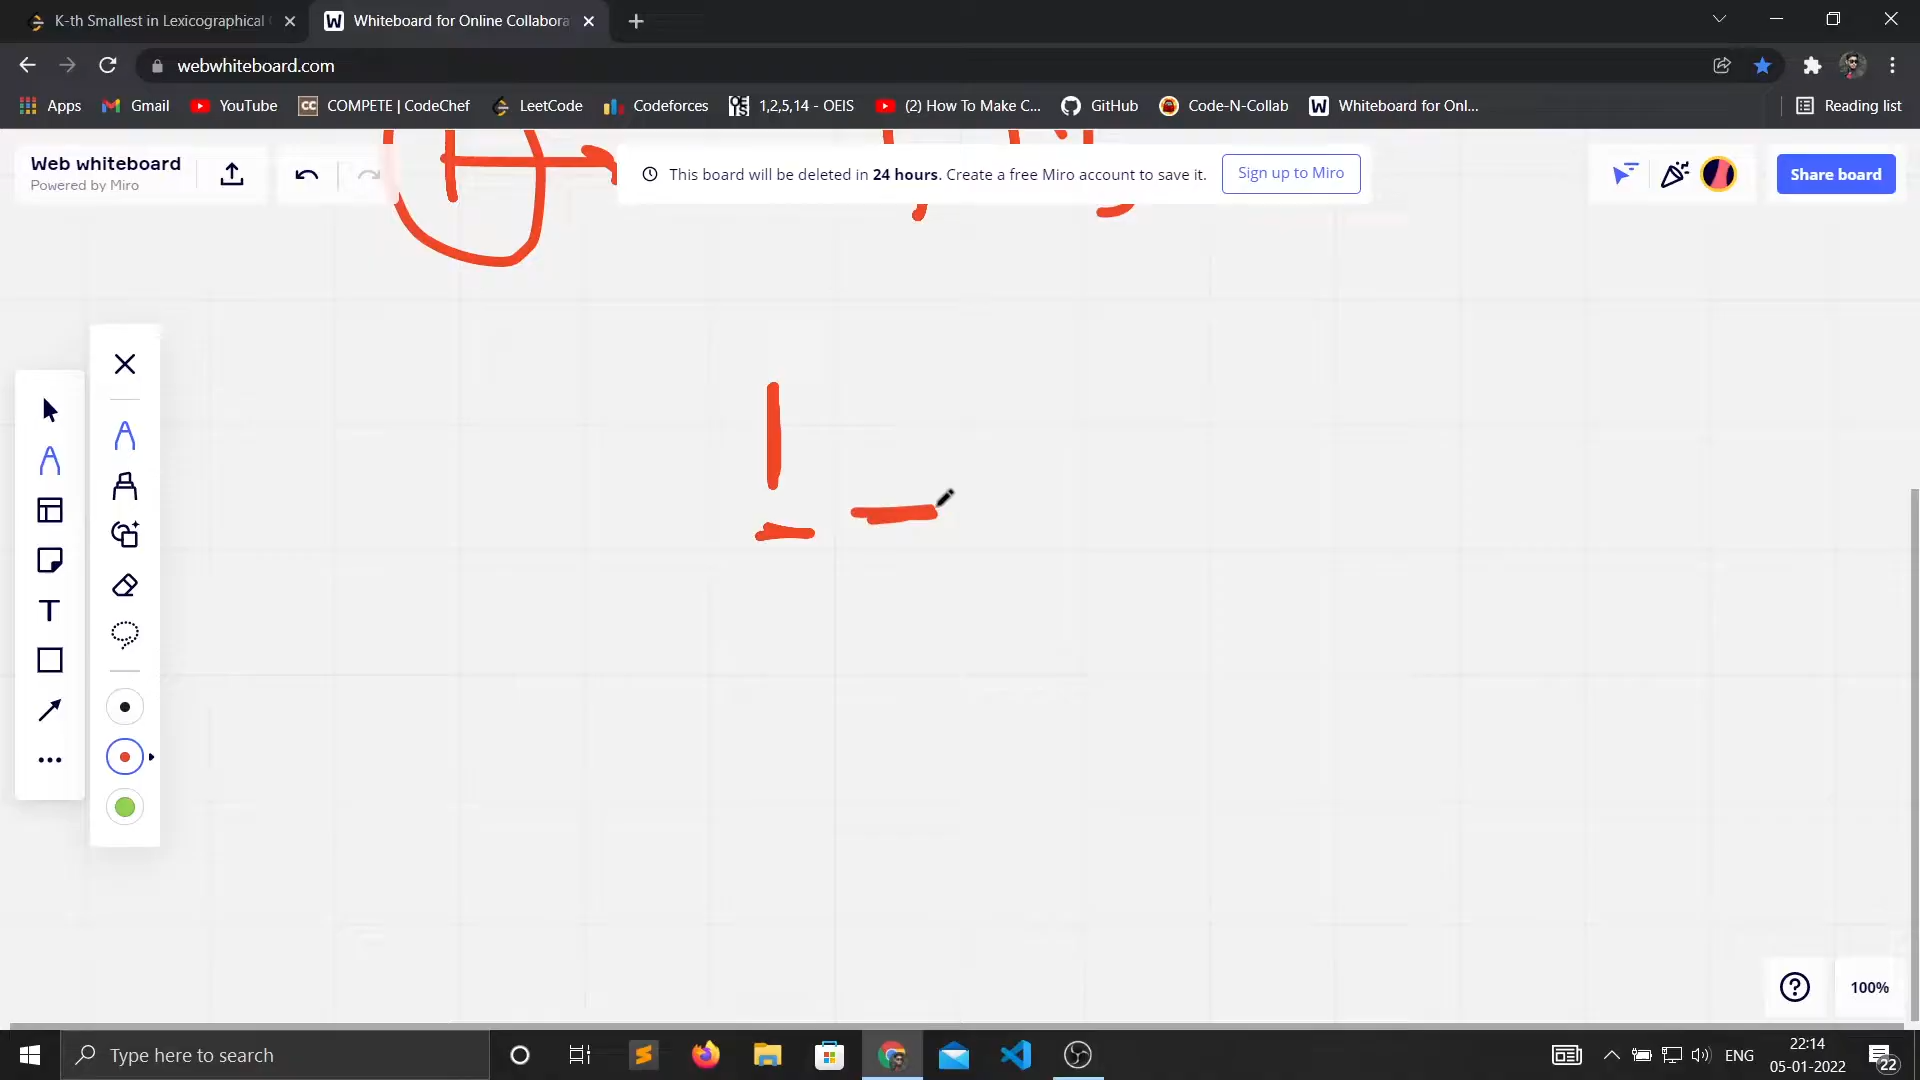 K-th Smallest in Lexicographical
Whiteboard for Online Collabora
webwhiteboard.com
Apps
Gmail
YouTube
CC
COMPETE | CodeChef
LeetCode
Codeforces
1,2,5,14 - OEIS
(2) How To Make C...
GitHub
Code-N-Collab
W
Whiteboard for Onl...
Reading list
Web whiteboard
Powered by Miro
This board will be deleted in 24 hours. Create a free Miro account to save it.
Sign up to Miro
Share board
1
T
100%
Type here to search
ENG
22:14
05-01-2022
22